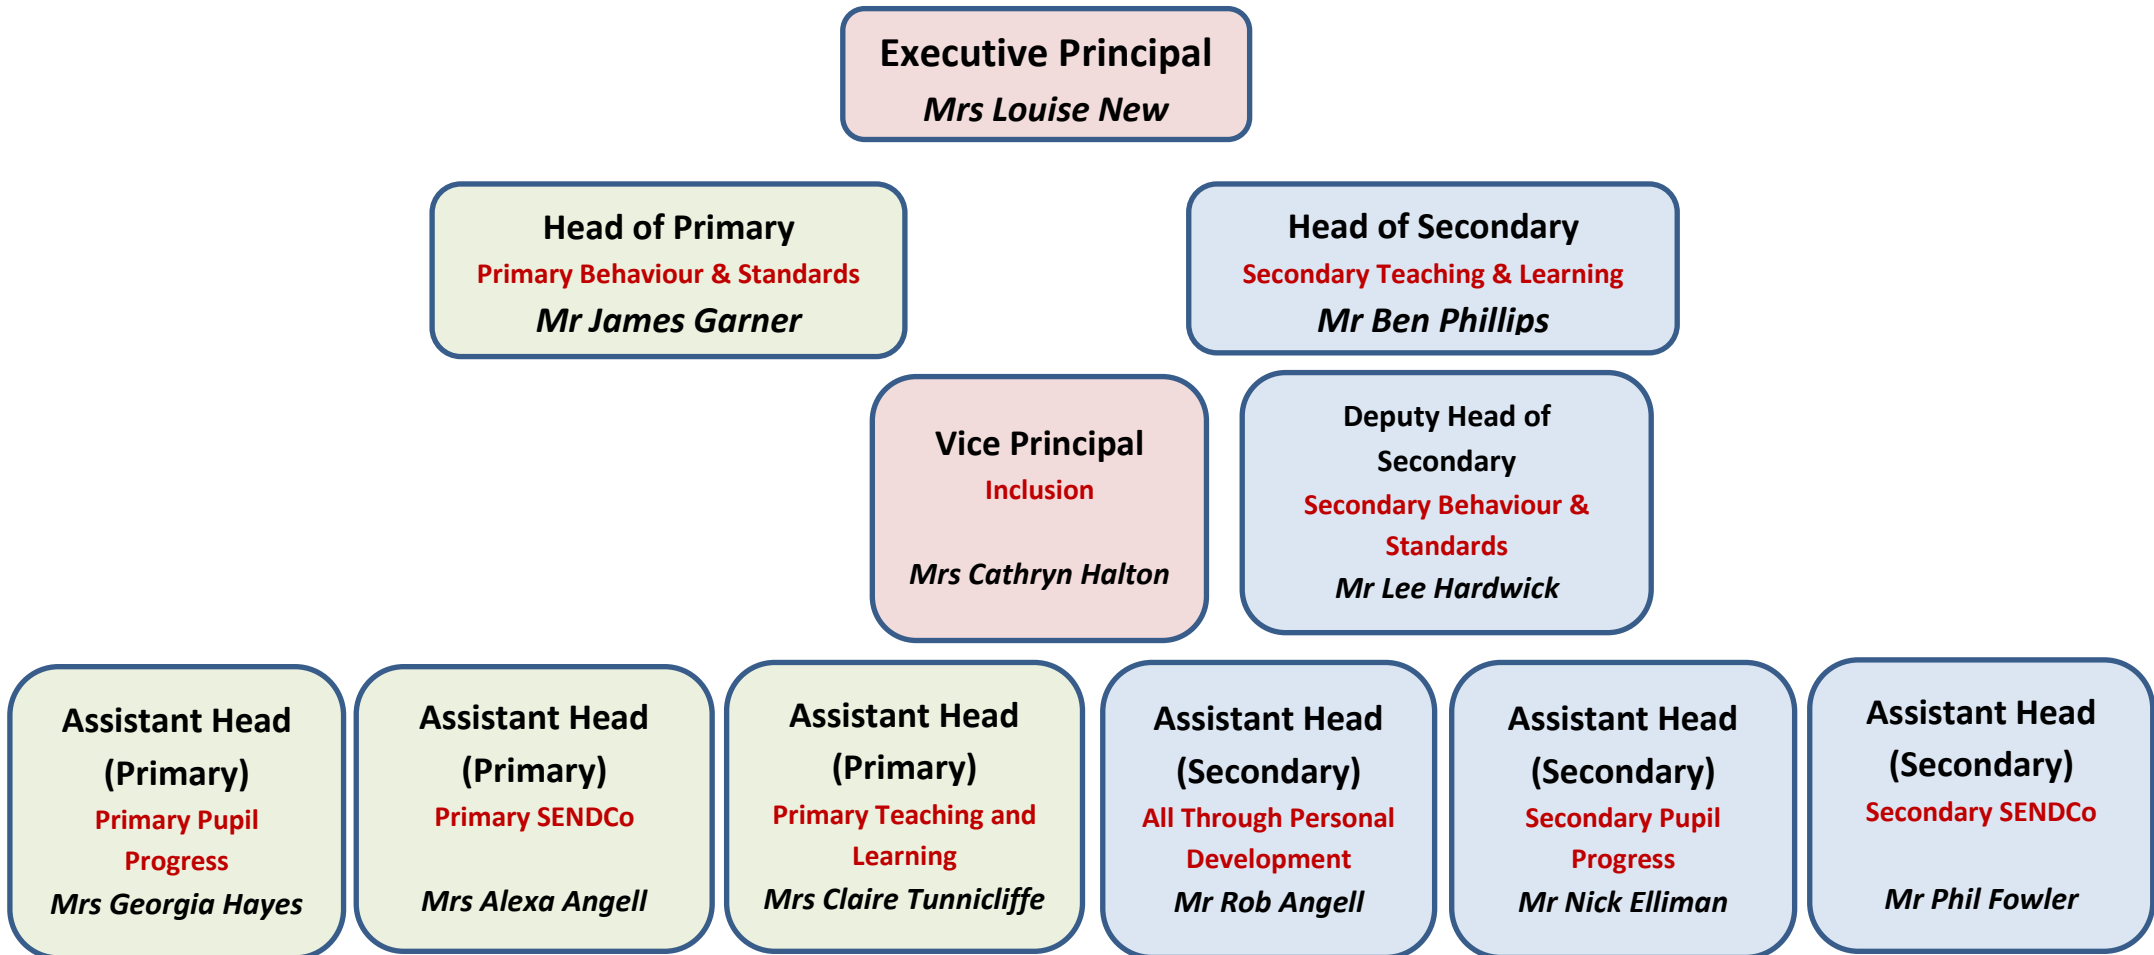 Executive Principal
Mrs Louise New
Head of Primary
Primary Behaviour & Standards
Mr James Garner
Head of Secondary
Secondary Teaching & Learning
Mr Ben Phillips
Vice Principal
Inclusion
Mrs Cathryn Halton
Deputy Head of
Secondary
Secondary Behaviour &
Standards
Mr Lee Hardwick
Assistant Head
(Primary)
Primary Pupil
Progress
Mrs Georgia Hayes
Assistant Head
(Primary)
Primary SENDCo
Mrs Alexa Angell
Assistant Head
(Primary)
Primary Teaching and
Learning
Mrs Claire Tunnicliffe
Assistant Head
(Secondary)
All Through Personal
Development
Mr Rob Angell
Assistant Head
(Secondary)
Secondary Pupil
Progress
Mr Nick Elliman
Assistant Head
(Secondary)
Secondary SENDCo
Mr Phil Fowler